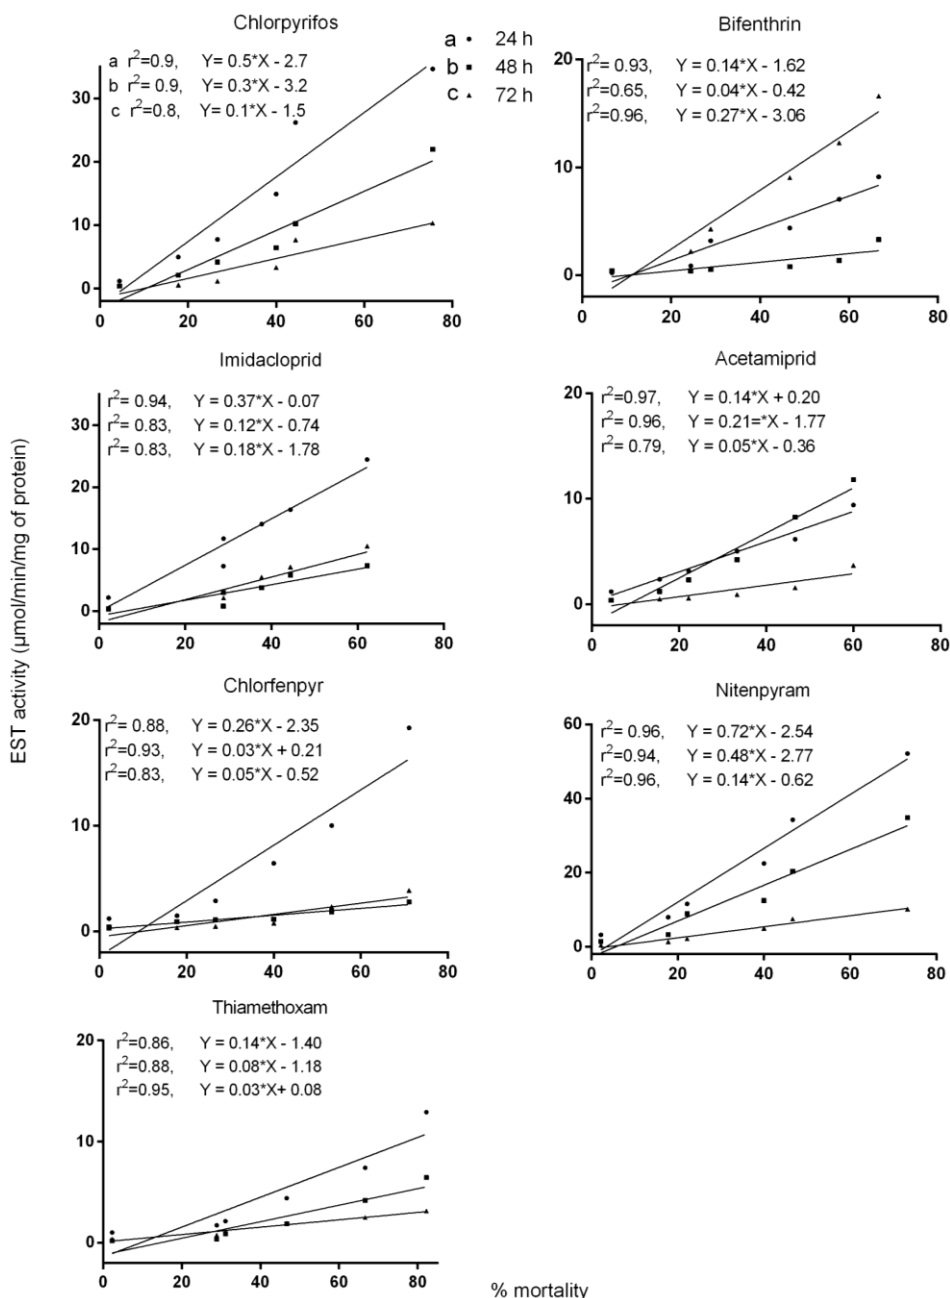 Chlorpyrifos
a r²=0.9, Y= 0.5*X - 2.7
b r²= 0.9, Y= 0.3*X - 3.2
c r²=0.8, Y= 0.1*X - 1.5
30
20
10
0
0 20 40 60 80
a ● 24 h
b ■ 48 h
c ▲ 72 h
Bifenthrin
r²=0.93, Y= 0.14*X - 1.62
r²=0.65, Y= 0.04*X - 0.42
r²=0.96, Y= 0.27*X - 3.06
20
10
0
0 20 40 60 80
Imidacloprid
r²= 0.94, Y= 0.37*X - 0.07
r²= 0.83, Y= 0.12*X - 0.74
r²= 0.83, Y= 0.18*X - 1.78
30
20
10
0
0 20 40 60 80
Acetamiprid
r²=0.97, Y = 0.14*X + 0.20
r²= 0.96, Y = 0.21=*X - 1.77
r²= 0.79, Y = 0.05*X - 0.36
20
10
0
0 20 40 60 80
EST activity (μmol/min/mg of protein)
Chlorfenpyr
r²= 0.88, Y = 0.26*X - 2.35
r²=0.93, Y = 0.03*X + 0.21
r²=0.83, Y = 0.05*X - 0.52
20
10
0
0 20 40 60 80
Nitenpyram
r²= 0.96, Y = 0.72*X - 2.54
r²= 0.94, Y = 0.48*X - 2.77
r²= 0.96, Y = 0.14*X - 0.62
60
40
20
0
0 20 40 60 80
Thiamethoxam
r²=0.86, Y = 0.14*X - 1.40
r²=0.88, Y = 0.08*X - 1.18
r²=0.95, Y = 0.03*X+ 0.08
20
10
0
0 20 40 60 80
% mortality